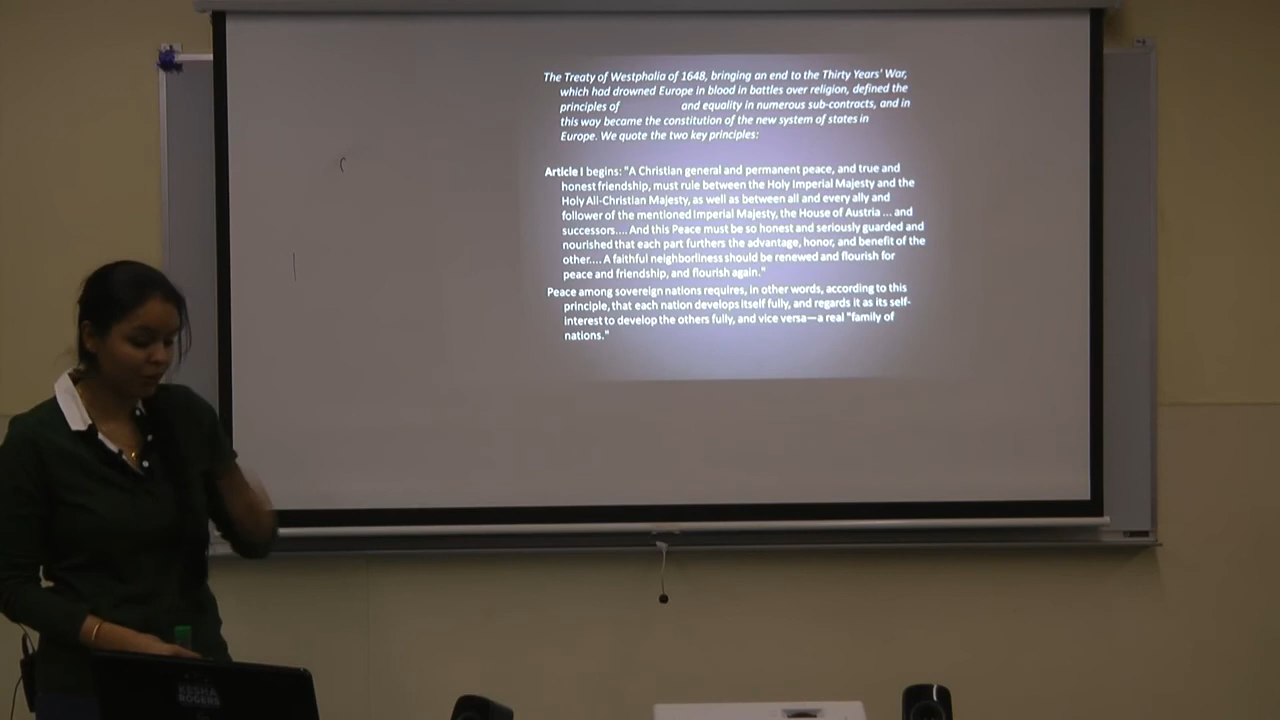 The Treaty of Westphalia of 1648, bringing an end to the Thirty Years' War,
which had drowned Europe in blood in battles over religion, defined the
principles of and equality in numerous sub-contracts, and in
this way became the constitution of the new system of states in
Europe. We quote the two key principles:
Article I begins: "A Christian general and permanent peace, and true and
honest friendship, must rule between the Holy Imperial Majesty and the
Holy All-Christian Majesty, as well as between all and every ally and
follower of the mentioned Imperial Majesty, the House of Austria ... and
successors.... And this Peace must be so honest and seriously guarded and
nourished that each part furthers the advantage, honor, and benefit of the
other.... A faithful neighborliness should be renewed and flourish for
peace and friendship, and flourish again."
Peace among sovereign nations requires, in other words, according to this
principle, that each nation develops itself fully, and regards it as its self-
interest to develop the others fully, and vice versa—a real "family of
nations."
KESHA
ROGERS